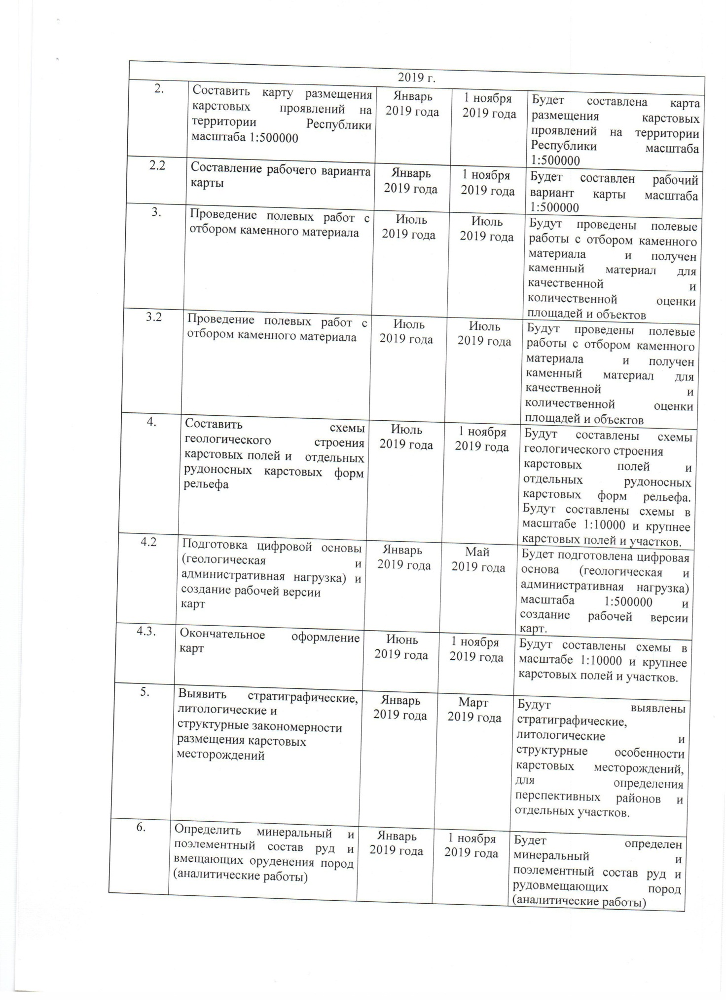 2019 г.
2.
Составить карту размещения
карстовых проявлений на
территории Республики
масштаба 1:500000
Январь
2019 года
1 ноября
2019 года
Будет составлена карта
размещения карстовых
проявлений на территории
Республики масштаба
1:500000
2.2
Составление рабочего варианта
карты
Январь
2019 года
1 ноября
2019 года
Будет составлен рабочий
вариант карты масштаба
1:500000
3.
Проведение полевых работ с
отбором каменного материала
Июль
2019 года
Июль
2019 года
Будут проведены полевые
работы с отбором каменного
материала и получен
каменный материал для
качественной и
количественной оценки
площадей и объектов
3.2
Проведение полевых работ с
отбором каменного материала
Июль
2019 года
Июль
2019 года
Будут проведены полевые
работы с отбором каменного
материала и получен
каменный материал для
качественной и
количественной оценки
площадей и объектов
4.
Составить схемы
геологического строения
карстовых полей и отдельных
рудоносных карстовых форм
рельефа
Июль
2019 года
1 ноября
2019 года
Будут составлены схемы
геологического строения
карстовых полей и
отдельных рудоносных
карстовых форм рельефа.
Будут составлены схемы в
масштабе 1:10000 и крупнее
карстовых полей и участков.
4.2
Подготовка цифровой основы
(геологическая и
административная нагрузка) и
создание рабочей версии
карт
Январь
2019 года
Май
2019 года
Будет подготовлена цифровая
основа (геологическая и
административная нагрузка)
масштаба 1:500000 и
создание рабочей версии
карт.
4.3.
Окончательное оформление
карт
Июнь
2019 года
1 ноября
2019 года
Будут составлены схемы в
масштабе 1:10000 и крупнее
карстовых полей и участков.
5.
Выявить стратиграфические,
литологические и
структурные закономерности
размещения карстовых
месторождений
Январь
2019 года
Март
2019 года
Будут выявлены
стратиграфические,
литологические и
структурные особенности
карстовых месторождений,
для определения
перспективных районов и
отдельных участков.
6.
Определить минеральный и
поэлементный состав руд и
вмещающих оруденения пород
(аналитические работы)
Январь
2019 года
1 ноября
2019 года
Будет определен
минеральный и
поэлементный состав руд и
рудовмещающих пород
(аналитические работы)